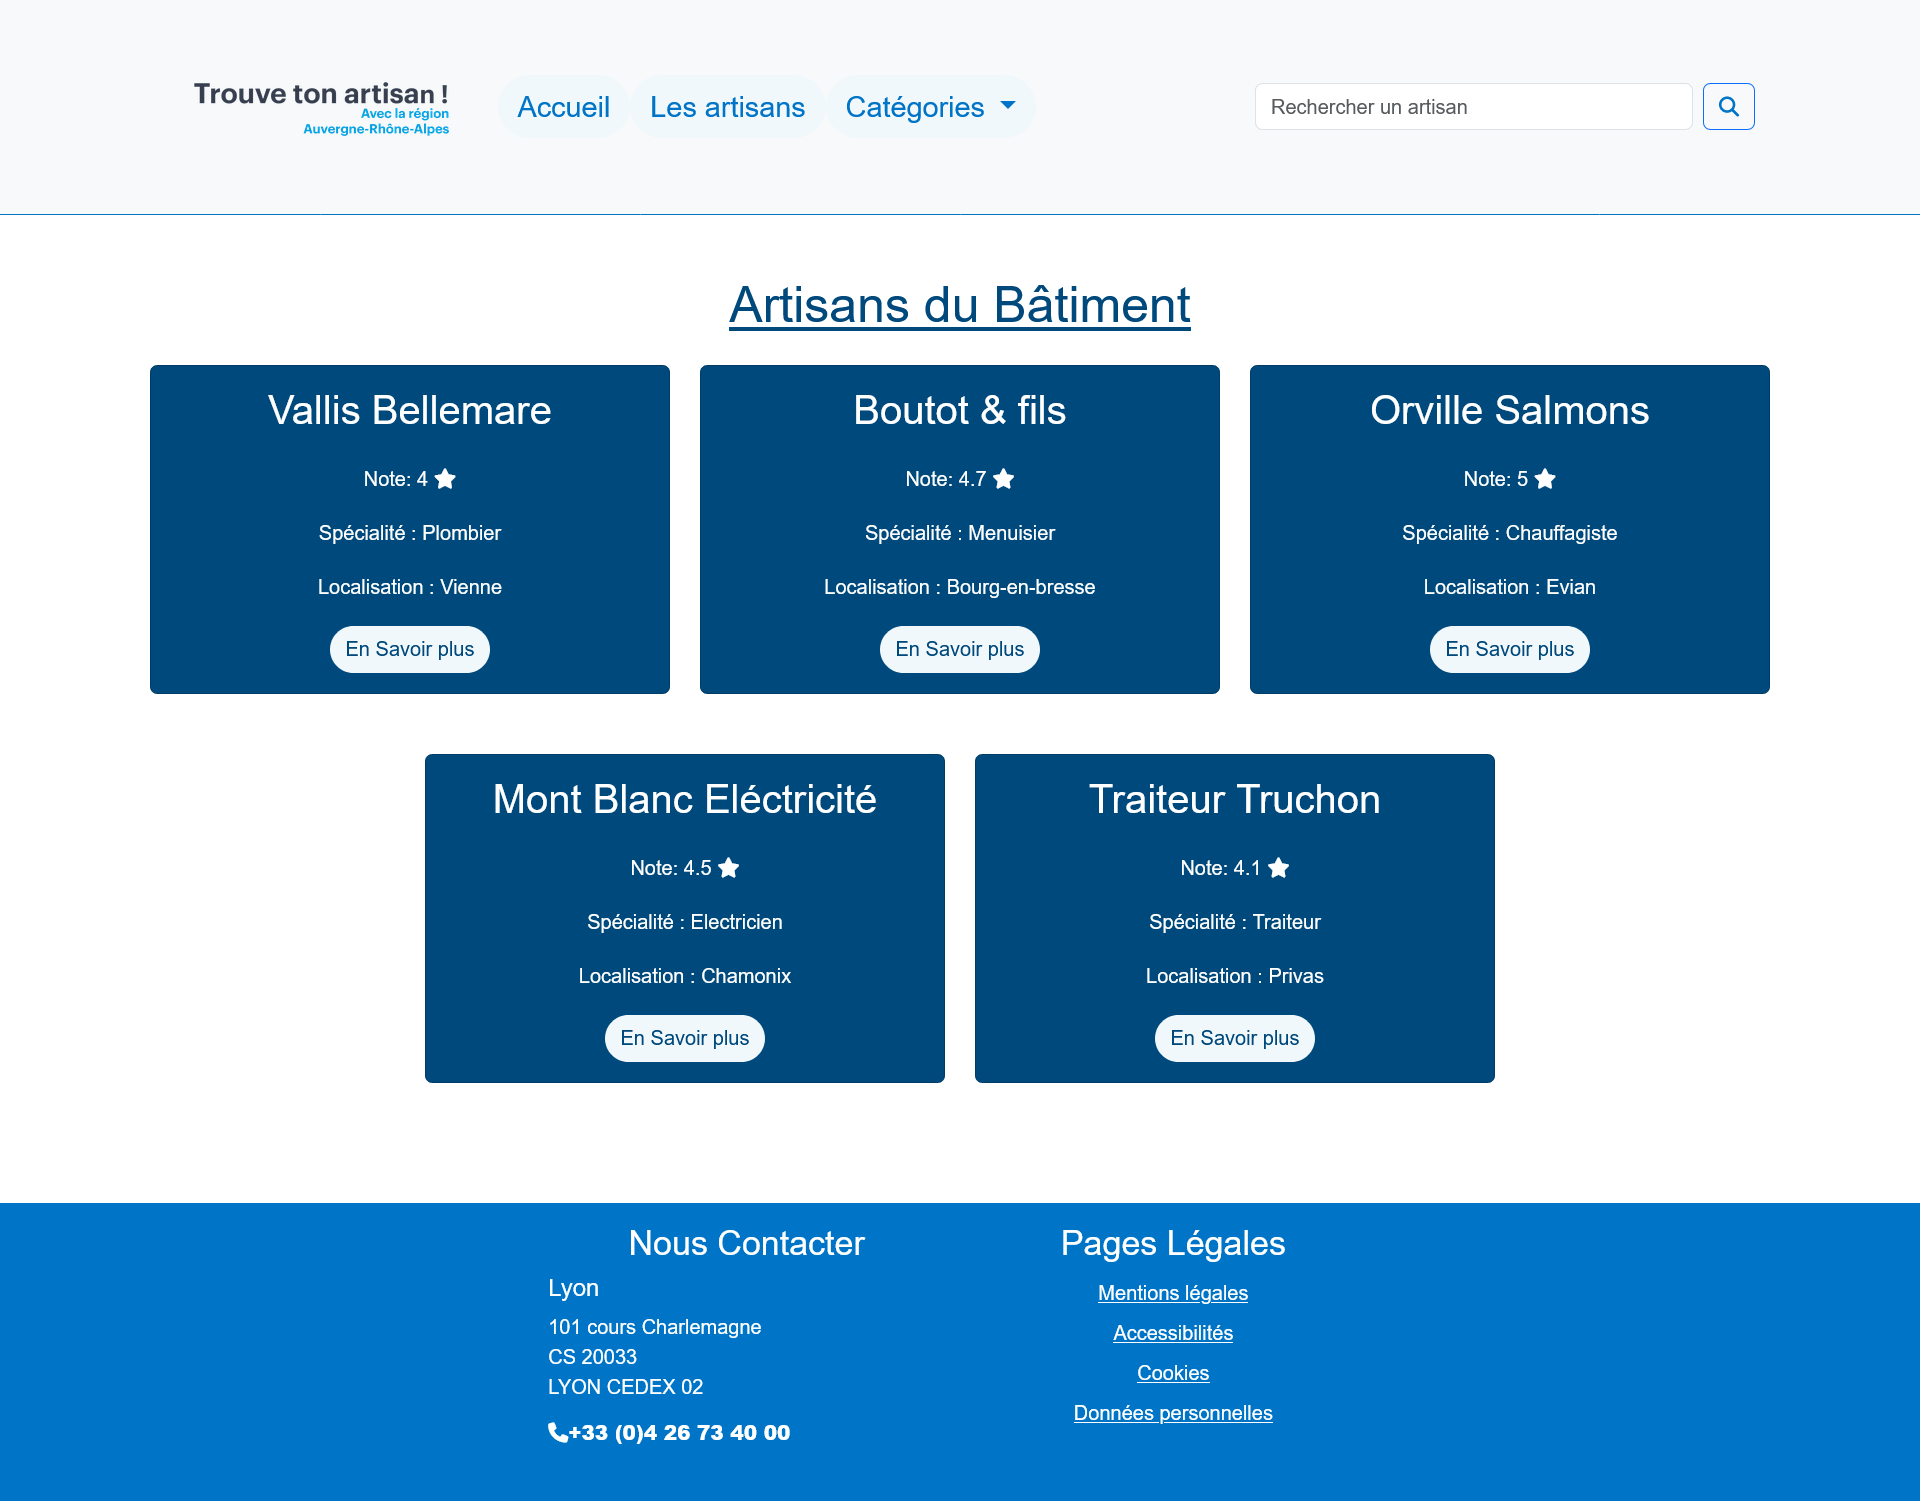 Trouve ton artisan !
Avec la région
Auvergne-Rhône-Alpes
Accueil
Les artisans
Catégories
Rechercher un artisan
Artisans du Bâtiment
Vallis Bellemare
Note: 4
Spécialité : Plombier
Localisation : Vienne
En Savoir plus
Boutot & fils
Note: 4.7
Spécialité : Menuisier
Localisation : Bourg-en-bresse
En Savoir plus
Orville Salmons
Note: 5
Spécialité : Chauffagiste
Localisation : Evian
En Savoir plus
Mont Blanc Eléctricité
Note: 4.5
Spécialité : Electricien
Localisation : Chamonix
En Savoir plus
Traiteur Truchon
Note: 4.1
Spécialité : Traiteur
Localisation : Privas
En Savoir plus
Nous Contacter
Lyon
101 cours Charlemagne
CS 20033
LYON CEDEX 02
+33 (0)4 26 73 40 00
Pages Légales
Mentions légales
Accessibilités
Cookies
Données personnelles